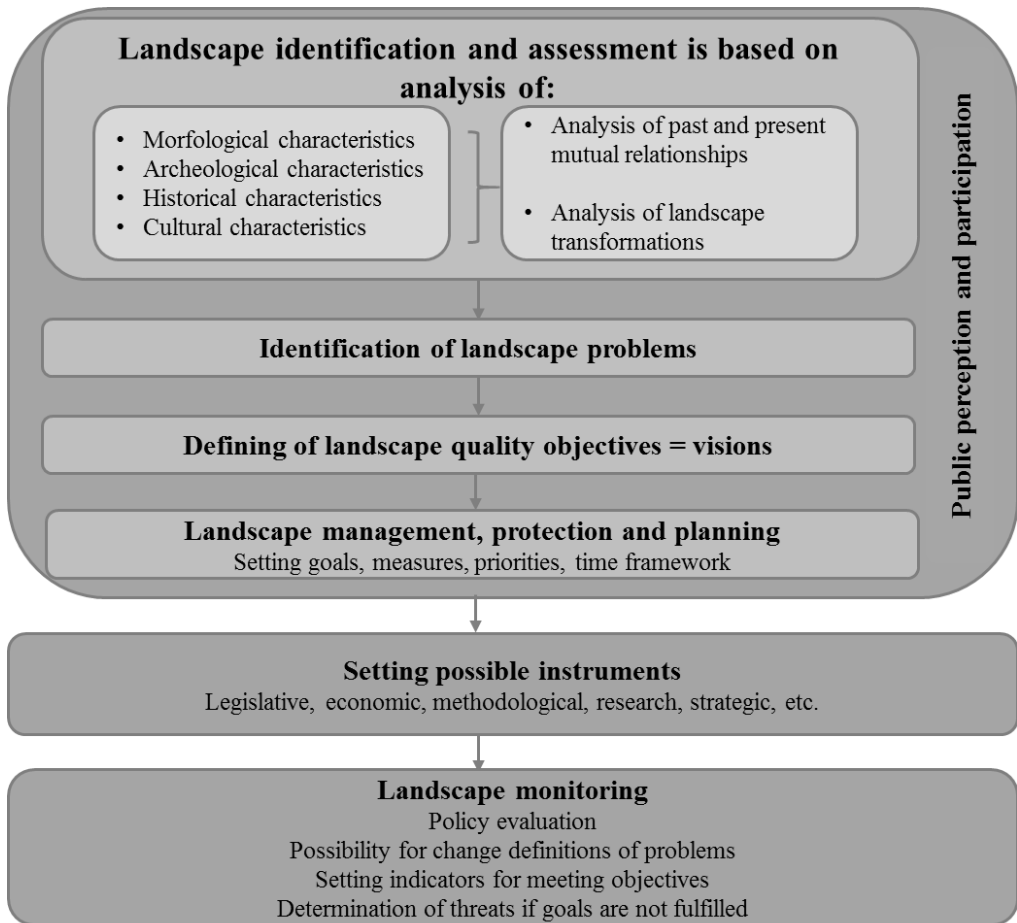 Landscape identification and assessment is based on
analysis of:
• Morfological characteristics
• Archeological characteristics
• Historical characteristics
• Cultural characteristics
• Analysis of past and present
mutual relationships
• Analysis of landscape
transformations
Public perception and participation
Identification of landscape problems
Defining of landscape quality objectives = visions
Landscape management, protection and planning
Setting goals, measures, priorities, time framework
Setting possible instruments
Legislative, economic, methodological, research, strategic, etc.
Landscape monitoring
Policy evaluation
Possibility for change definitions of problems
Setting indicators for meeting objectives
Determination of threats if goals are not fulfilled